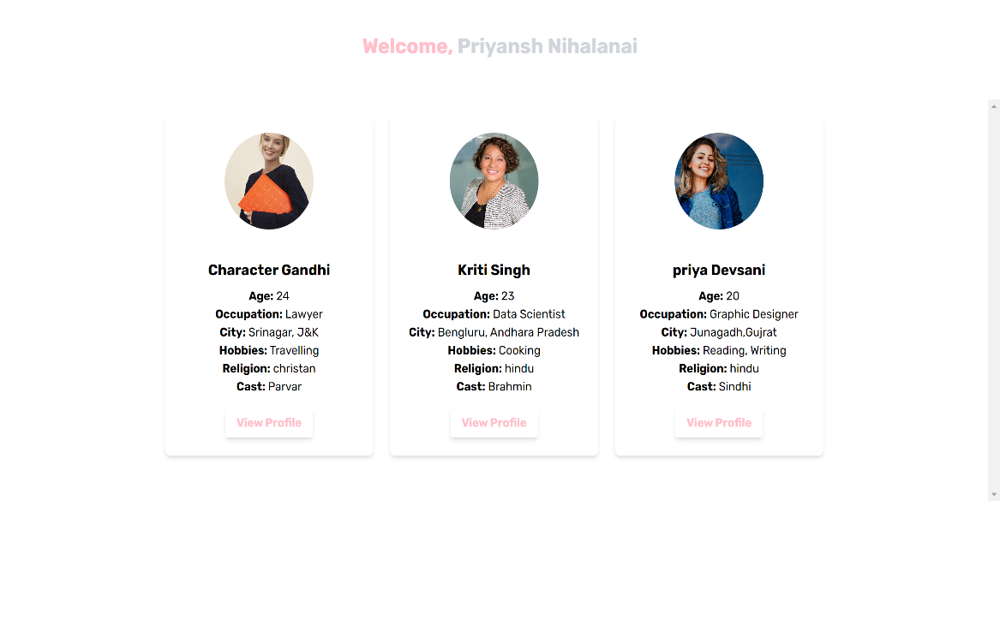 Welcome, Priyansh Nihalanai
Character Gandhi
Age: 24
Occupation: Lawyer
City: Srinagar, J&K
Hobbies: Travelling
Religion: christan
Cast: Parvar
View Profile
Kriti Singh
Age: 23
Occupation: Data Scientist
City: Bengluru, Andhara Pradesh
Hobbies: Cooking
Religion: hindu
Cast: Brahmin
View Profile
priya Devsani
Age: 20
Occupation: Graphic Designer
City: Junagadh,Gujrat
Hobbies: Reading, Writing
Religion: hindu
Cast: Sindhi
View Profile